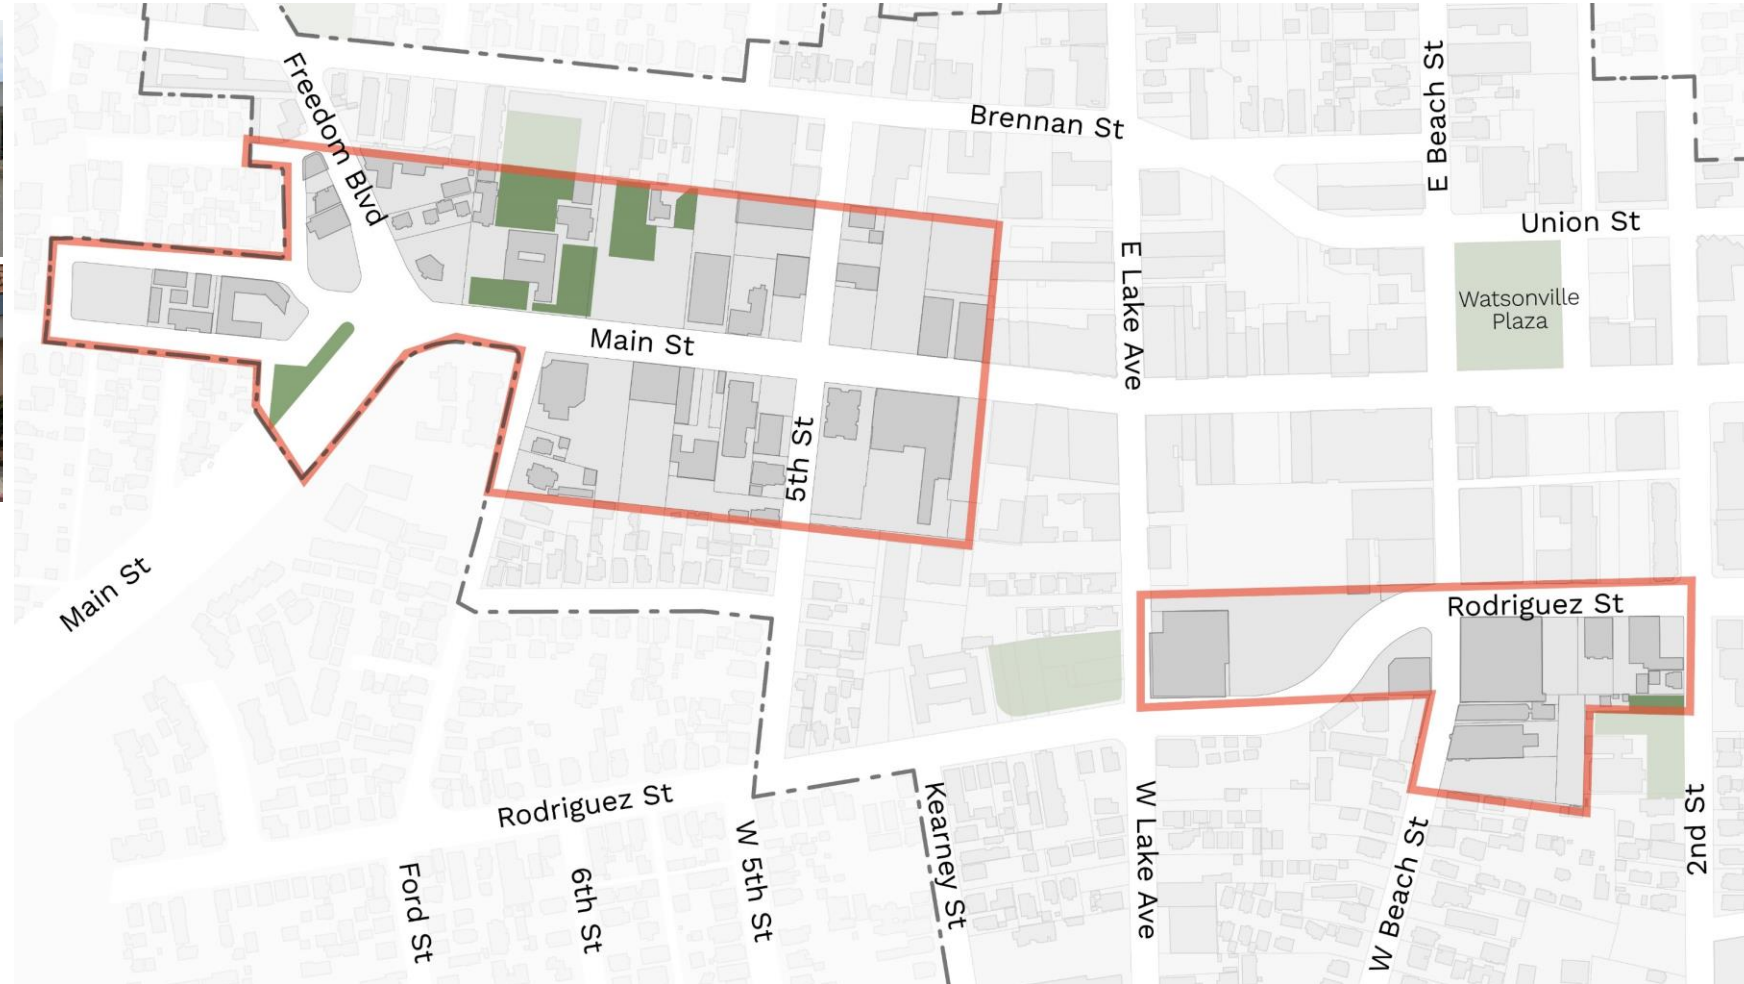 Freedom Blvd
Brennan St
E Beach St
Union St
E Lake Ave
Watsonville
Plaza
Main St
5th St
Main St
Rodriguez St
Rodriguez St
Ford St
6th St
W 5th St
Kearney St
W Lake Ave
W Beach St
2nd St